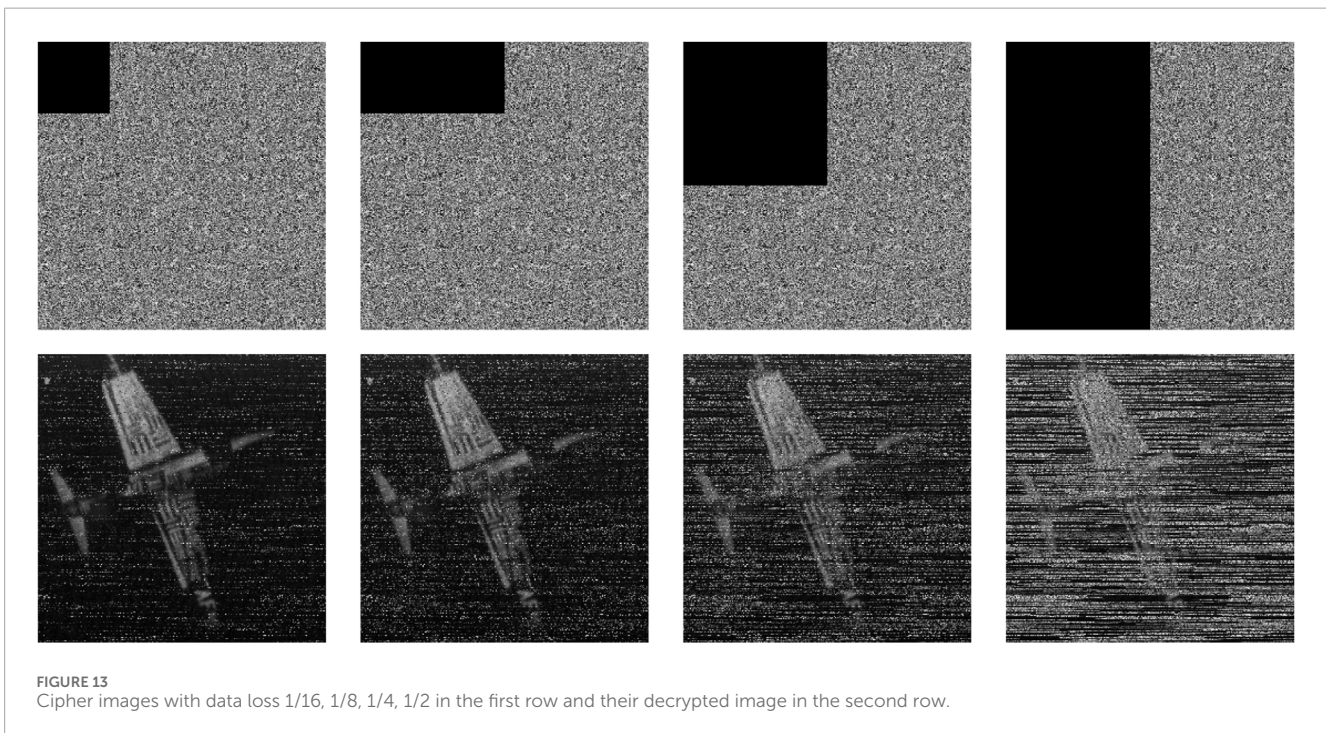 FIGURE 13
Cipher images with data loss 1/16, 1/8, 1/4, 1/2 in the first row and their decrypted image in the second row.